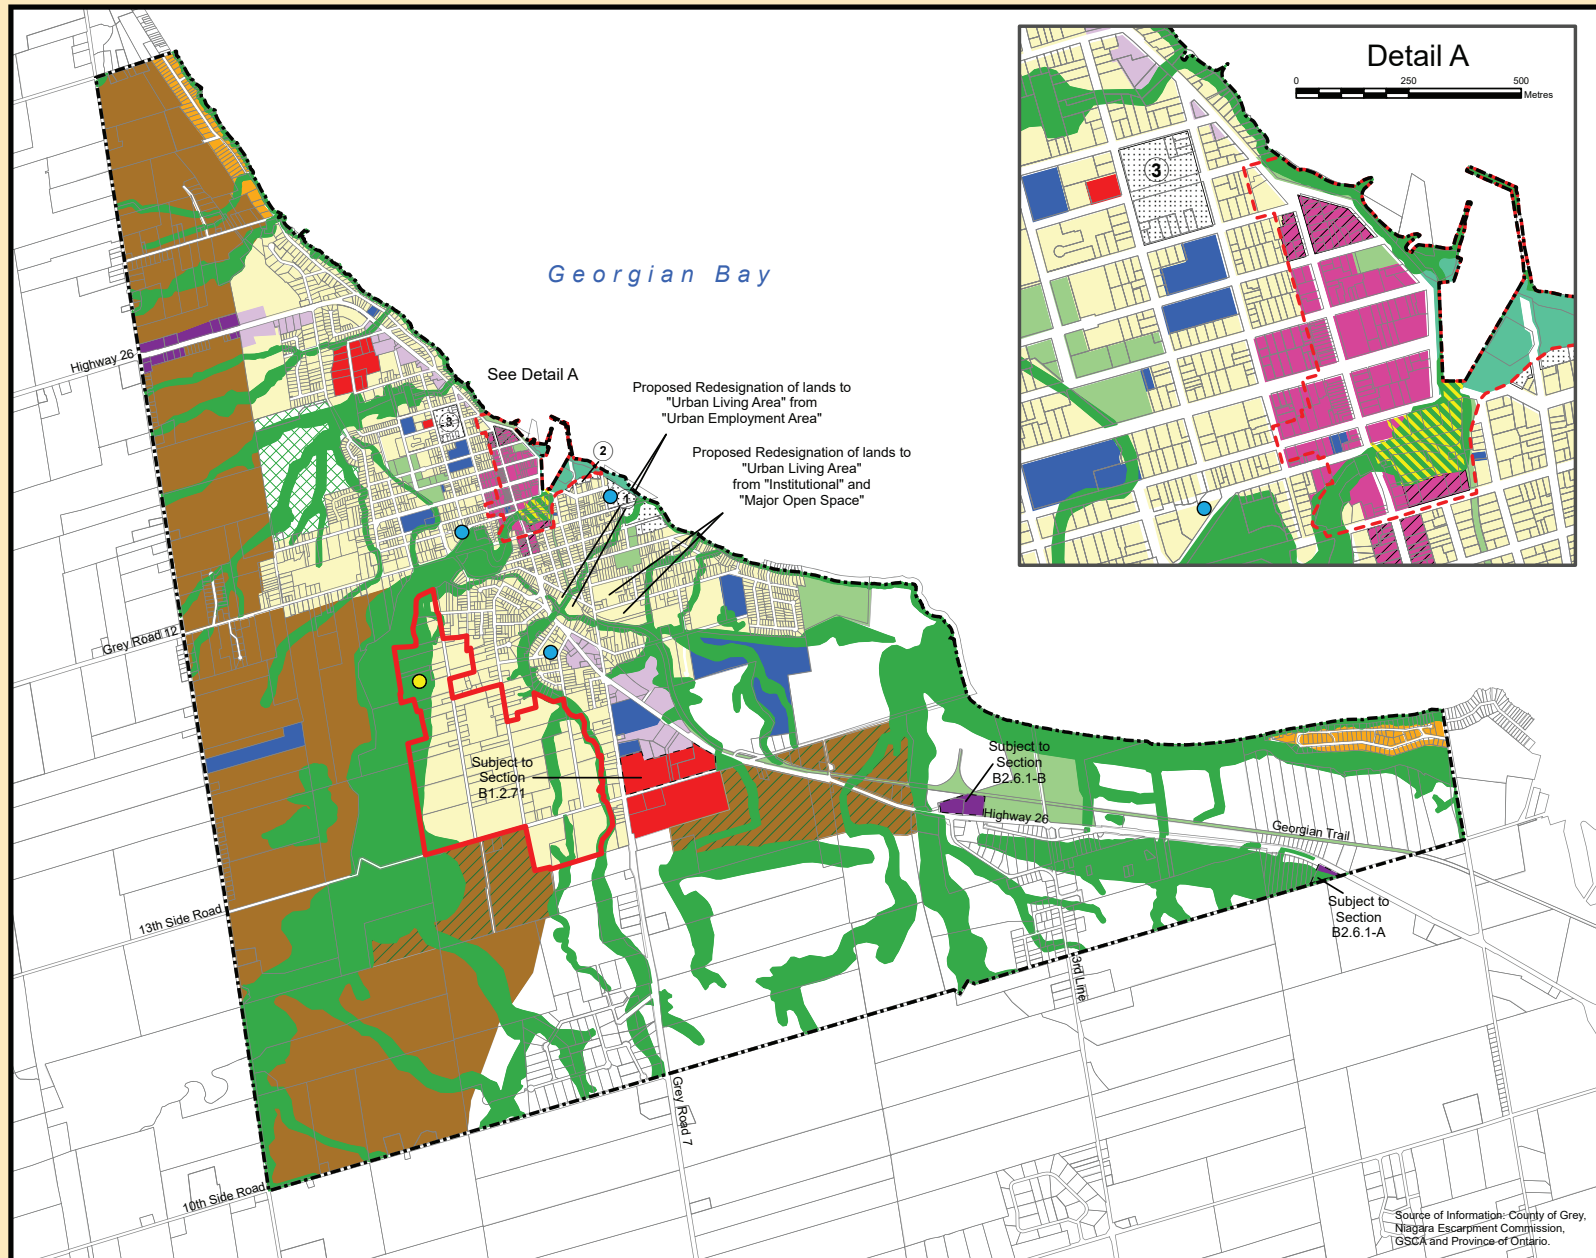 Detail A
0 250 500
Metres
3
Georgian Bay
Highway 26
See Detail A
Proposed Redesignation of lands to
"Urban Living Area" from
"Urban Employment Area"
Proposed Redesignation of lands to
"Urban Living Area"
from "Institutional" and
"Major Open Space"
3
2
1
Grey Road 12
Subject to
Section
B1.2.71
Subject to
Section
B2.6.1-B
Highway 26
Georgian Trail
Subject to
Section
B2.6.1-A
13th Side Road
3rd Line
Grey Road 7
10th Side Road
Source of Information: County of Grey,
Niagara Escarpment Commission,
GSCA and Province of Ontario.